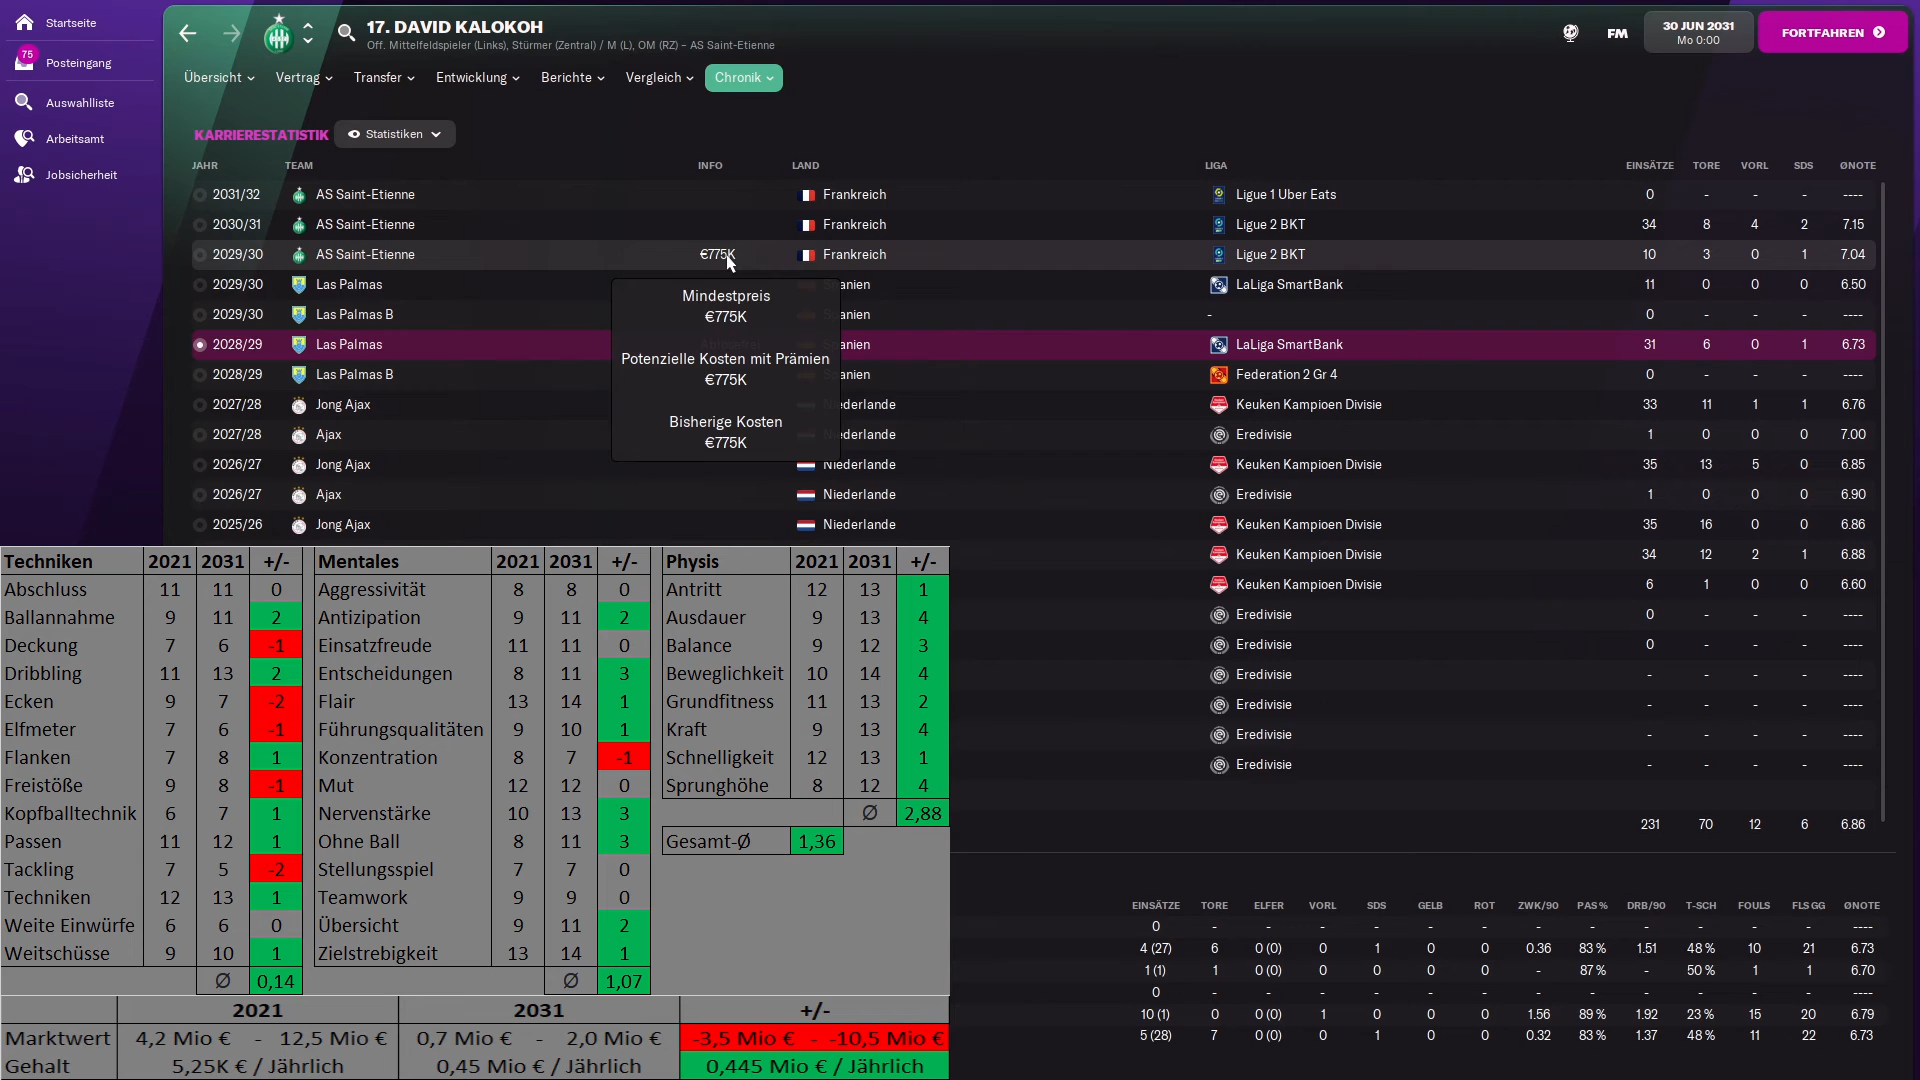 Startseite
75
Posteingang
Auswahlliste
Arbeitsamt
Jobsicherheit
17. DAVID KALOKOH
Off. Mittelfeldspieler (Links), Stürmer (Zentral) / M (L), OM (RZ) – AS Saint-Etienne
FM
30 JUN 2031
Mo 0:00
FORTFAHREN
Übersicht Vertrag Transfer Entwicklung Berichte Vergleich Chronik
KARRIERESTATISTIK Statistiken
JAHR TEAM INFO LAND LIGA EINSÄTZE TORE VORL SDS ØNOTE
2031/32 AS Saint-Etienne Frankreich Ligue 1 Uber Eats 0 - - - ----
2030/31 AS Saint-Etienne Frankreich Ligue 2 BKT 34 8 4 2 7.15
2029/30 AS Saint-Etienne €775K Frankreich Ligue 2 BKT 10 3 0 1 7.04
2029/30 Las Palmas anien LaLiga SmartBank 11 0 0 0 6.50
2029/30 Las Palmas B anien - 0 - - - ----
2028/29 Las Palmas anien LaLiga SmartBank 31 6 0 1 6.73
2028/29 Las Palmas B anien Federation 2 Gr 4 0 - - - ----
2027/28 Jong Ajax ederlande Keuken Kampioen Divisie 33 11 1 1 6.76
2027/28 Ajax ederlande Eredivisie 1 0 0 0 7.00
2026/27 Jong Ajax Niederlande Keuken Kampioen Divisie 35 13 5 0 6.85
2026/27 Ajax Niederlande Eredivisie 1 0 0 0 6.90
2025/26 Jong Ajax Niederlande Keuken Kampioen Divisie 35 16 0 0 6.86
Keuken Kampioen Divisie 34 12 2 1 6.88
Keuken Kampioen Divisie 6 1 0 0 6.60
Eredivisie 0 - - - ----
Eredivisie 0 - - - ----
Eredivisie - - - - ----
Eredivisie - - - - ----
Eredivisie - - - - ----
Eredivisie - - - - ----
231 70 12 6 6.86
Mindestpreis
€775K
Potenzielle Kosten mit Prämien
€775K
Bisherige Kosten
€775K
Techniken 2021 2031 +/-
Abschluss 11 11 0
Ballannahme 9 11 2
Deckung 7 6 -1
Dribbling 11 13 2
Ecken 9 7 -2
Elfmeter 7 6 -1
Flanken 7 8 1
Freistöße 9 8 -1
Kopfballtechnik 6 7 1
Passen 11 12 1
Tackling 7 5 -2
Techniken 12 13 1
Weite Einwürfe 6 6 0
Weitschüsse 9 10 1
Ø 0,14
Mentales 2021 2031 +/-
Aggressivität 8 8 0
Antizipation 9 11 2
Einsatzfreude 11 11 0
Entscheidungen 8 11 3
Flair 13 14 1
Führungsqualitäten 9 10 1
Konzentration 8 7 -1
Mut 12 12 0
Nervenstärke 10 13 3
Ohne Ball 8 11 3
Stellungsspiel 7 7 0
Teamwork 9 9 0
Übersicht 9 11 2
Zielstrebigkeit 13 14 1
Ø 1,07
Physis 2021 2031 +/-
Antritt 12 13 1
Ausdauer 9 13 4
Balance 9 12 3
Beweglichkeit 10 14 4
Grundfitness 11 13 2
Kraft 9 13 4
Schnelligkeit 12 13 1
Sprunghöhe 8 12 4
Ø 2,88
Gesamt-Ø 1,36
2021 2031 +/-
Marktwert 4,2 Mio € - 12,5 Mio € 0,7 Mio € - 2,0 Mio € -3,5 Mio € - -10,5 Mio €
Gehalt 5,25K € / Jährlich 0,45 Mio € / Jährlich 0,445 Mio € / Jährlich
EINSÄTZE TORE ELFER VORL SDS GELB ROT ZWK/90 PAS % DRB/90 T-SCH FOULS FLS GG ØNOTE
0 - - - - - - - - - - - - ----
4 (27) 6 0 (0) 0 1 0 0 0.36 83 % 1.51 48 % 10 21 6.73
1 (1) 1 0 (0) 0 0 0 0 - 87 % - 50 % 1 1 6.70
0 - - - - - - - - - - - - ----
10 (1) 0 0 (0) 1 0 0 0 1.56 89 % 1.92 23 % 15 20 6.79
5 (28) 7 0 (0) 0 1 0 0 0.32 83 % 1.37 48 % 11 22 6.73